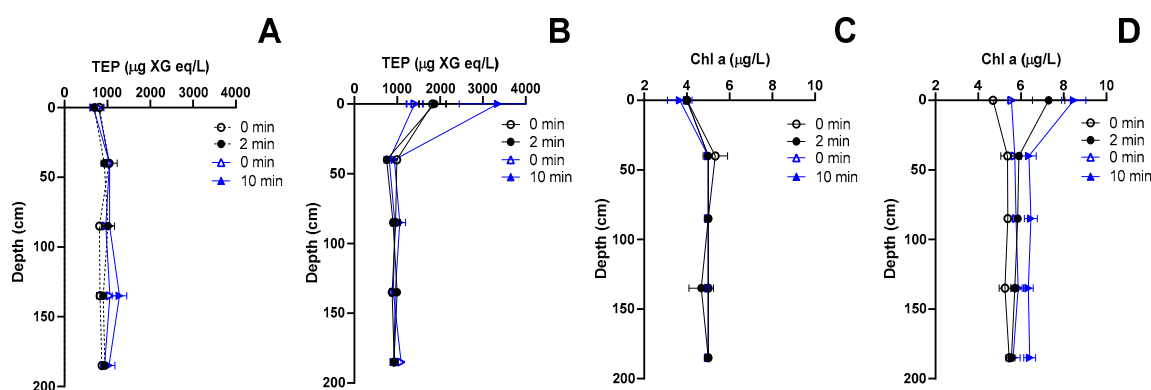 A
TEP (μg XG eq/L)
0 1000 2000 3000 4000
0
50
100
150
200
Depth (cm)
0 min
2 min
0 min
10 min
B
TEP (μg XG eq/L)
0 1000 2000 3000 4000
0
50
100
150
200
Depth (cm)
0 min
2 min
0 min
10 min
C
Chl a (μg/L)
2 4 6 8 10
0
50
100
150
200
Depth (cm)
0 min
2 min
0 min
10 min
D
Chl a (μg/L)
2 4 6 8 10
0
50
100
150
200
Depth (cm)
0 min
2 min
0 min
10 min